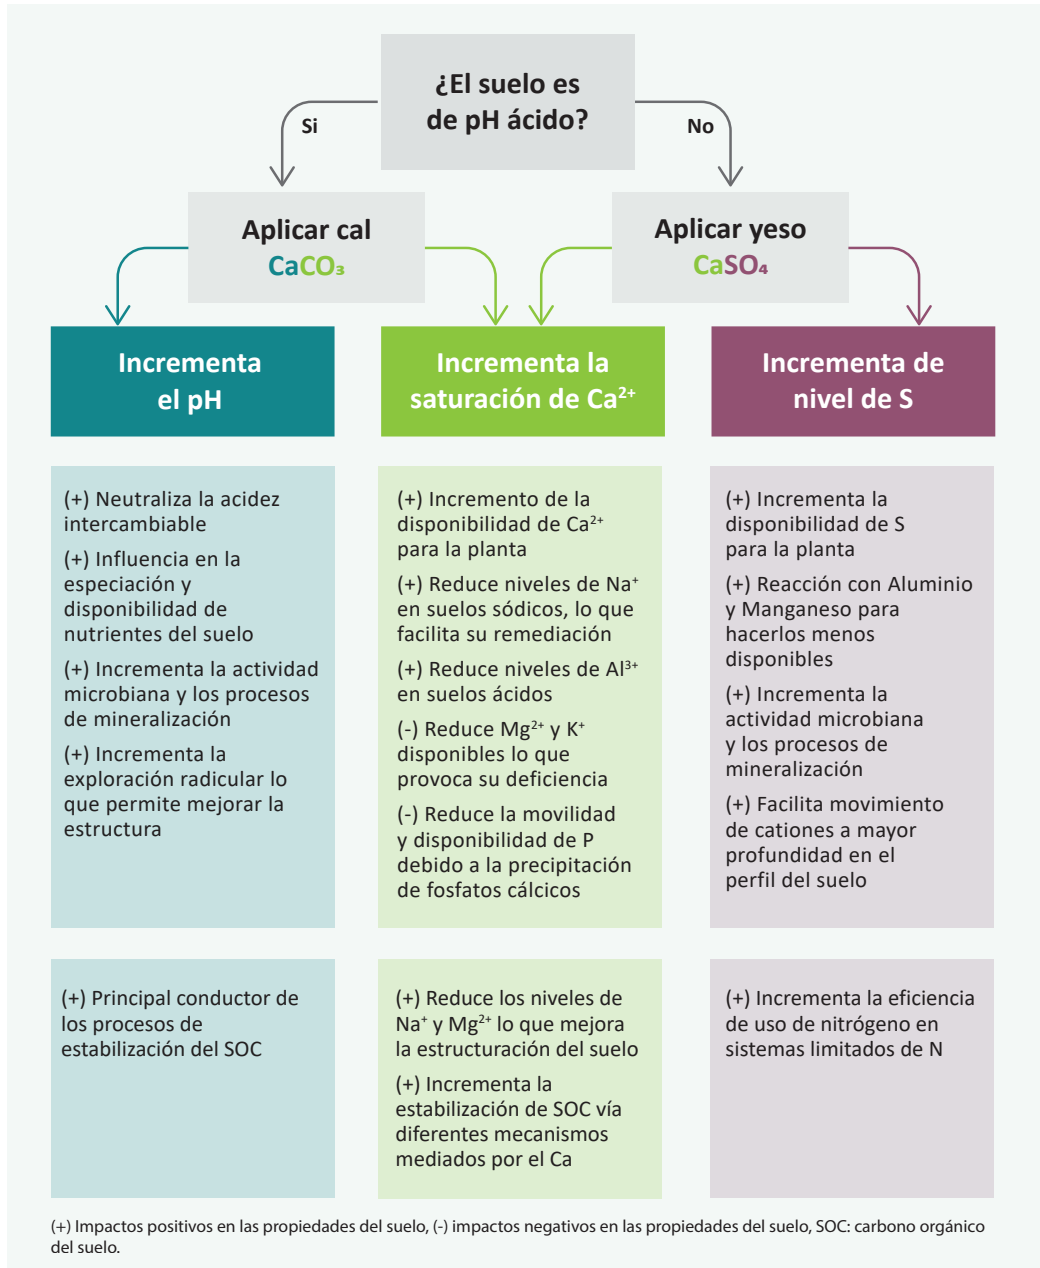 ¿El suelo es
de pH ácido?
Si
No
Aplicar cal
CaCO₃
Aplicar yeso
CaSO₄
Incrementa
el pH
Incrementa la
saturación de Ca²⁺
Incrementa de
nivel de S
(+) Neutraliza la acidez
intercambiable
(+) Influencia en la
especiación y
disponibilidad de
nutrientes del suelo
(+) Incrementa la actividad
microbiana y los procesos
de mineralización
(+) Incrementa la
exploración radicular lo
que permite mejorar la
estructura
(+) Incremento de la
disponibilidad de Ca²⁺
para la planta
(+) Reduce niveles de Na⁺
en suelos sódicos, lo que
facilita su remediación
(+) Reduce niveles de Al³⁺
en suelos ácidos
(-) Reduce Mg²⁺ y K⁺
disponibles lo que
provoca su deficiencia
(-) Reduce la movilidad
y disponibilidad de P
debido a la precipitación
de fosfatos cálcicos
(+) Incrementa la
disponibilidad de S
para la planta
(+) Reacción con Aluminio
y Manganeso para
hacerlos menos
disponibles
(+) Incrementa la
actividad microbiana
y los procesos de
mineralización
(+) Facilita movimiento
de cationes a mayor
profundidad en el
perfil del suelo
(+) Principal conductor de
los procesos de
estabilización del SOC
(+) Reduce los niveles de
Na⁺ y Mg²⁺ lo que mejora
la estructuración del suelo
(+) Incrementa la
estabilización de SOC vía
diferentes mecanismos
mediados por el Ca
(+) Incrementa la eficiencia
de uso de nitrógeno en
sistemas limitados de N
(+) Impactos positivos en las propiedades del suelo, (-) impactos negativos en las propiedades del suelo, SOC: carbono orgánico
del suelo.